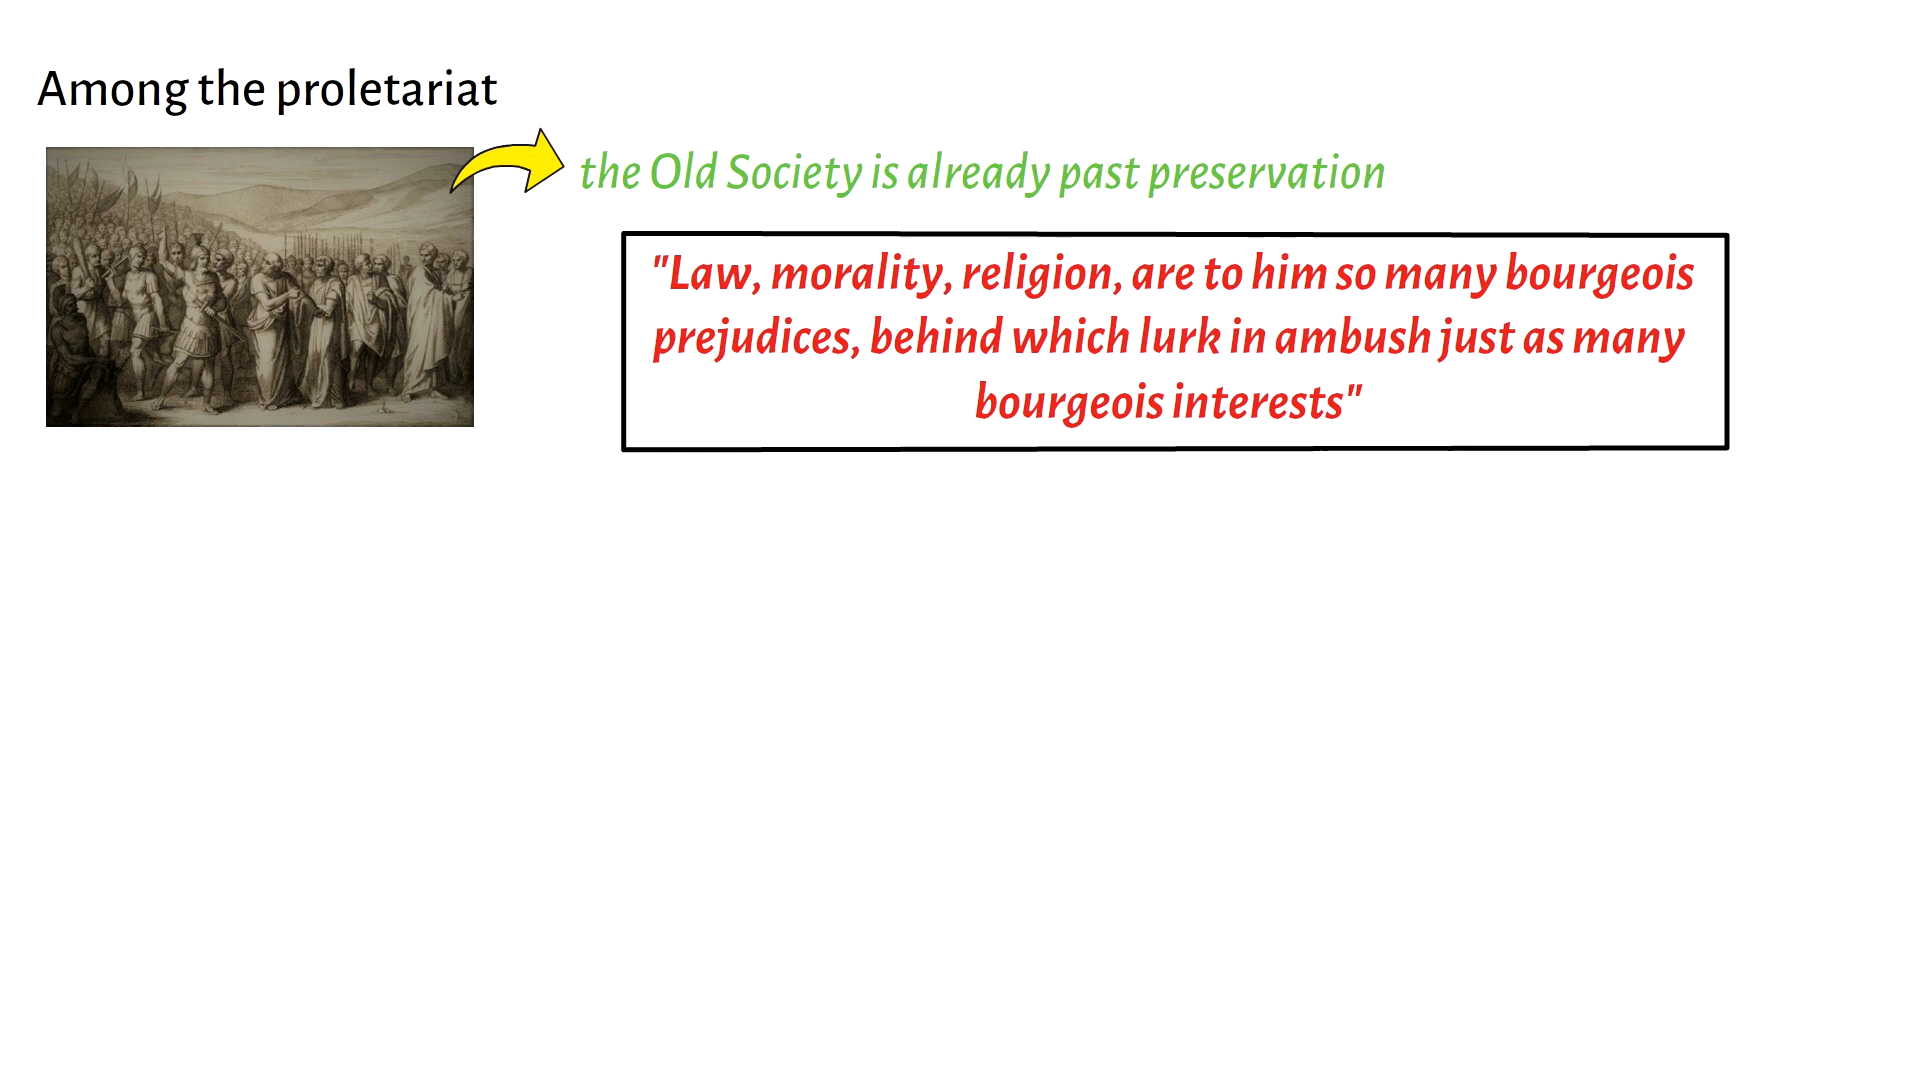 Among the proletariat
the Old Society is already past preservation
"Law, morality, religion, are to him so many bourgeois
prejudices, behind which lurk in ambush just as many
bourgeois interests"